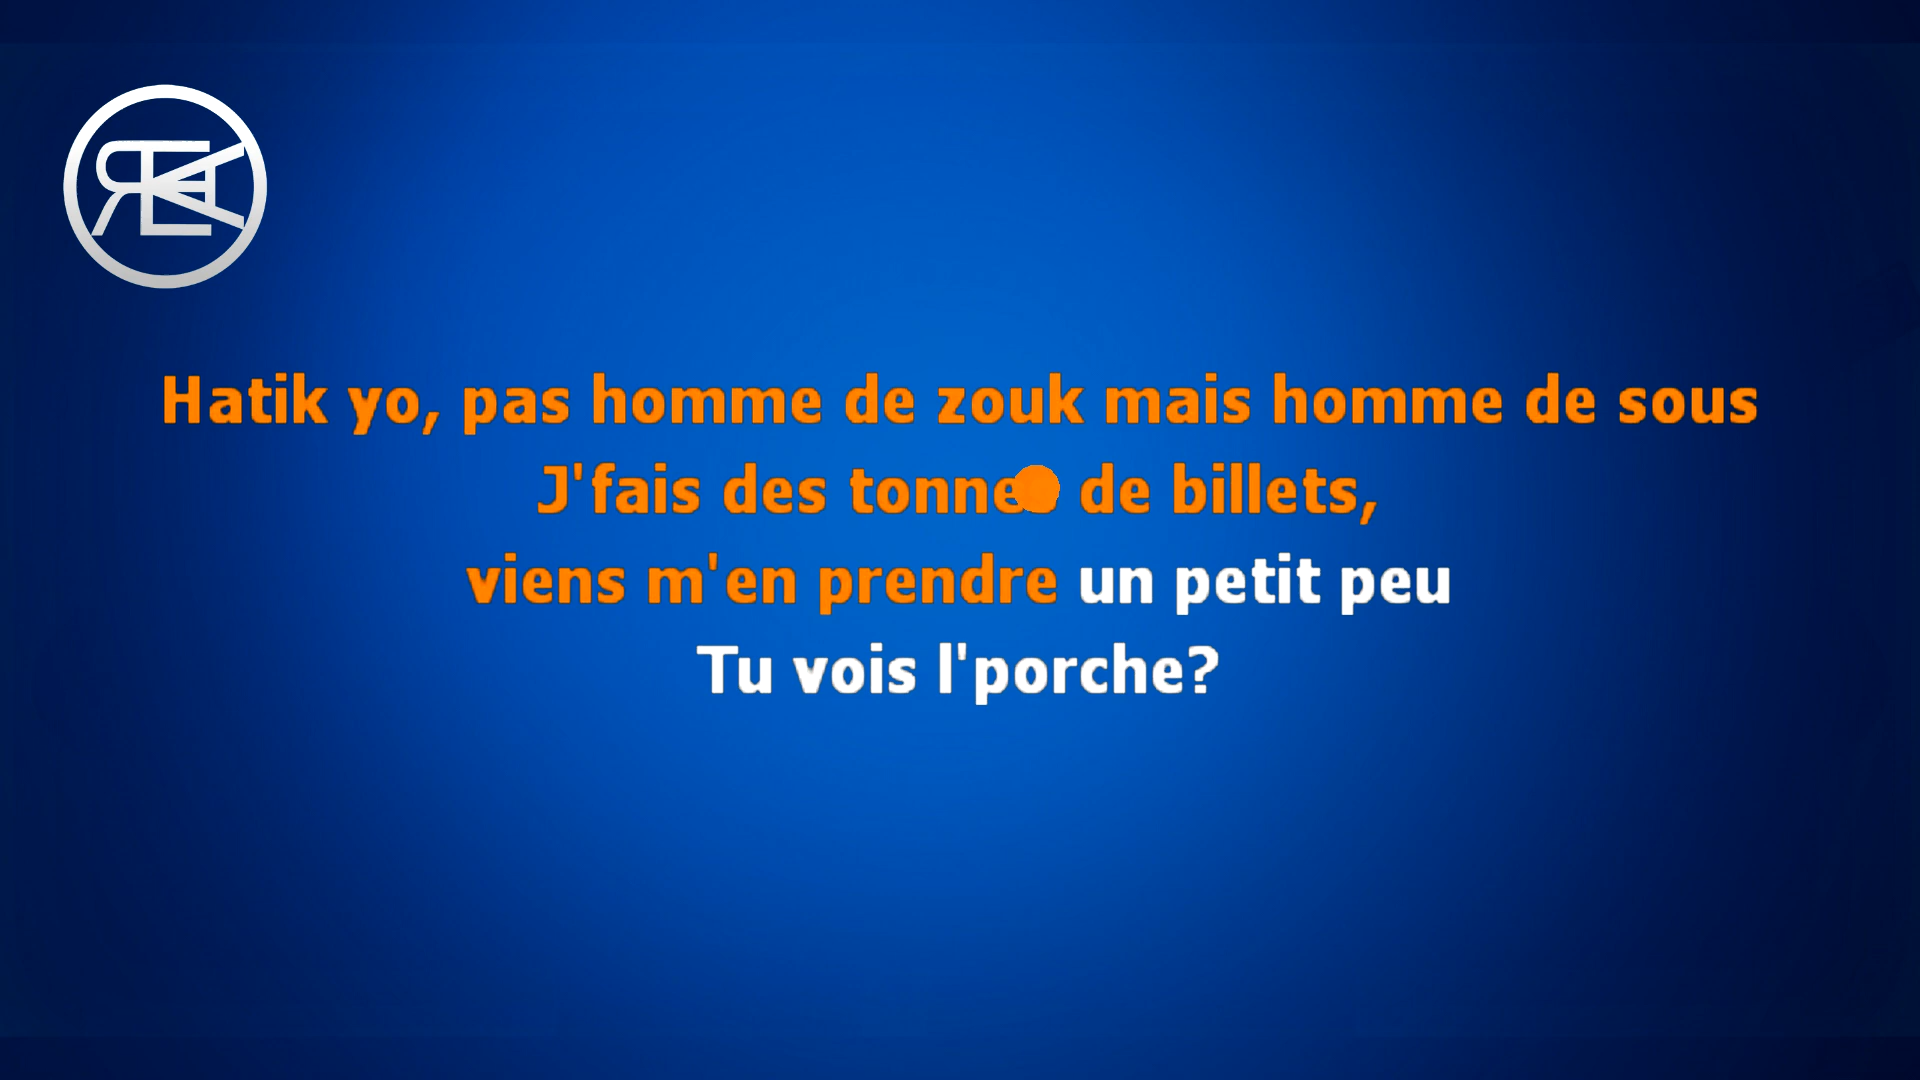 Hatik yo, pas homme de zouk mais homme de sous
J'fais des tonnes de billets,
viens m'en prendre un petit peu
Tu vois l'porche?